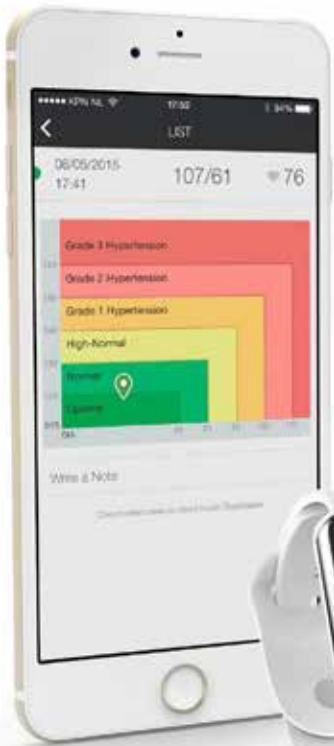 KPN NL 17:50 94%
LIST
06/05/2015
17:41
107/61
76
Grade 3 Hypertension
Grade 2 Hypertension
Grade 1 Hypertension
High-Normal
Normal
Optimal
Write a Note